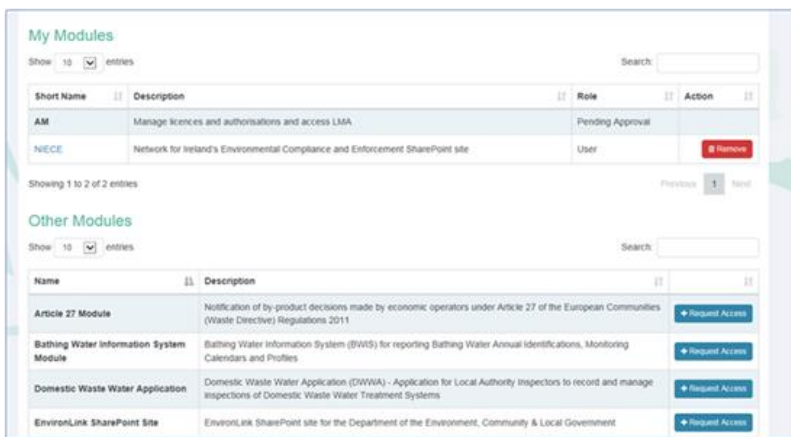 My Modules
Show 10 entries Search:
Short Name Description Role Action
AM Manage licences and authorisations and access LMA Pending Approval
NIECE Network for Ireland's Environmental Compliance and Enforcement SharePoint site User Remove
Showing 1 to 2 of 2 entries Previous 1 Next
Other Modules
Show 10 entries Search:
Name Description
Article 27 Module Notification of by-product decisions made by economic operators under Article 27 of the European Communities
(Waste Directive) Regulations 2011 + Request Access
Bathing Water Information System
Module
Bathing Water Information System (BWIS) for reporting Bathing Water Annual Identifications, Monitoring
Calendars and Profiles + Request Access
Domestic Waste Water Application Domestic Waste Water Application (DWWA) - Application for Local Authority Inspectors to record and manage
inspections of Domestic Waste Water Treatment Systems + Request Access
EnvironLink SharePoint Site EnvironLink SharePoint site for the Department of the Environment, Community & Local Government + Request Access